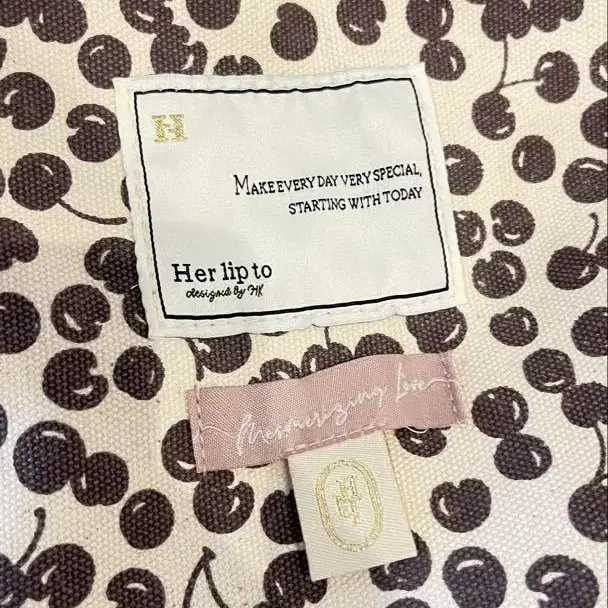 H
MAKE EVERY DAY VERY SPECIAL,
STARTING WITH TODAY
Her lip to
designed by HK
Mesmerizing Love